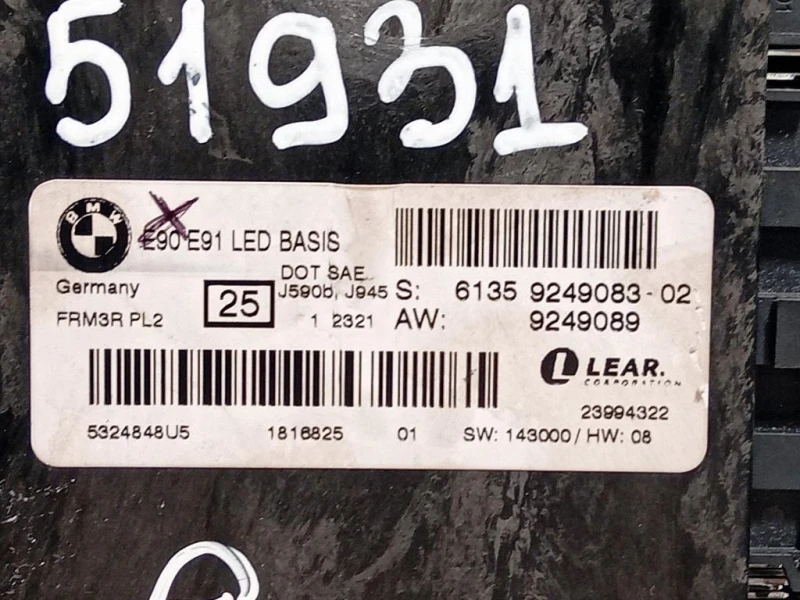 51931
BMW
E90 E91 LED BASIS
DOT SAE
J590b, J945
S: 6135 9249083-02
Germany
25
FRM3R PL2
1 2321
AW: 9249089
LEAR.
CORPORATION
23994322
5324848U5 1816825 01 SW: 143000/HW: 08